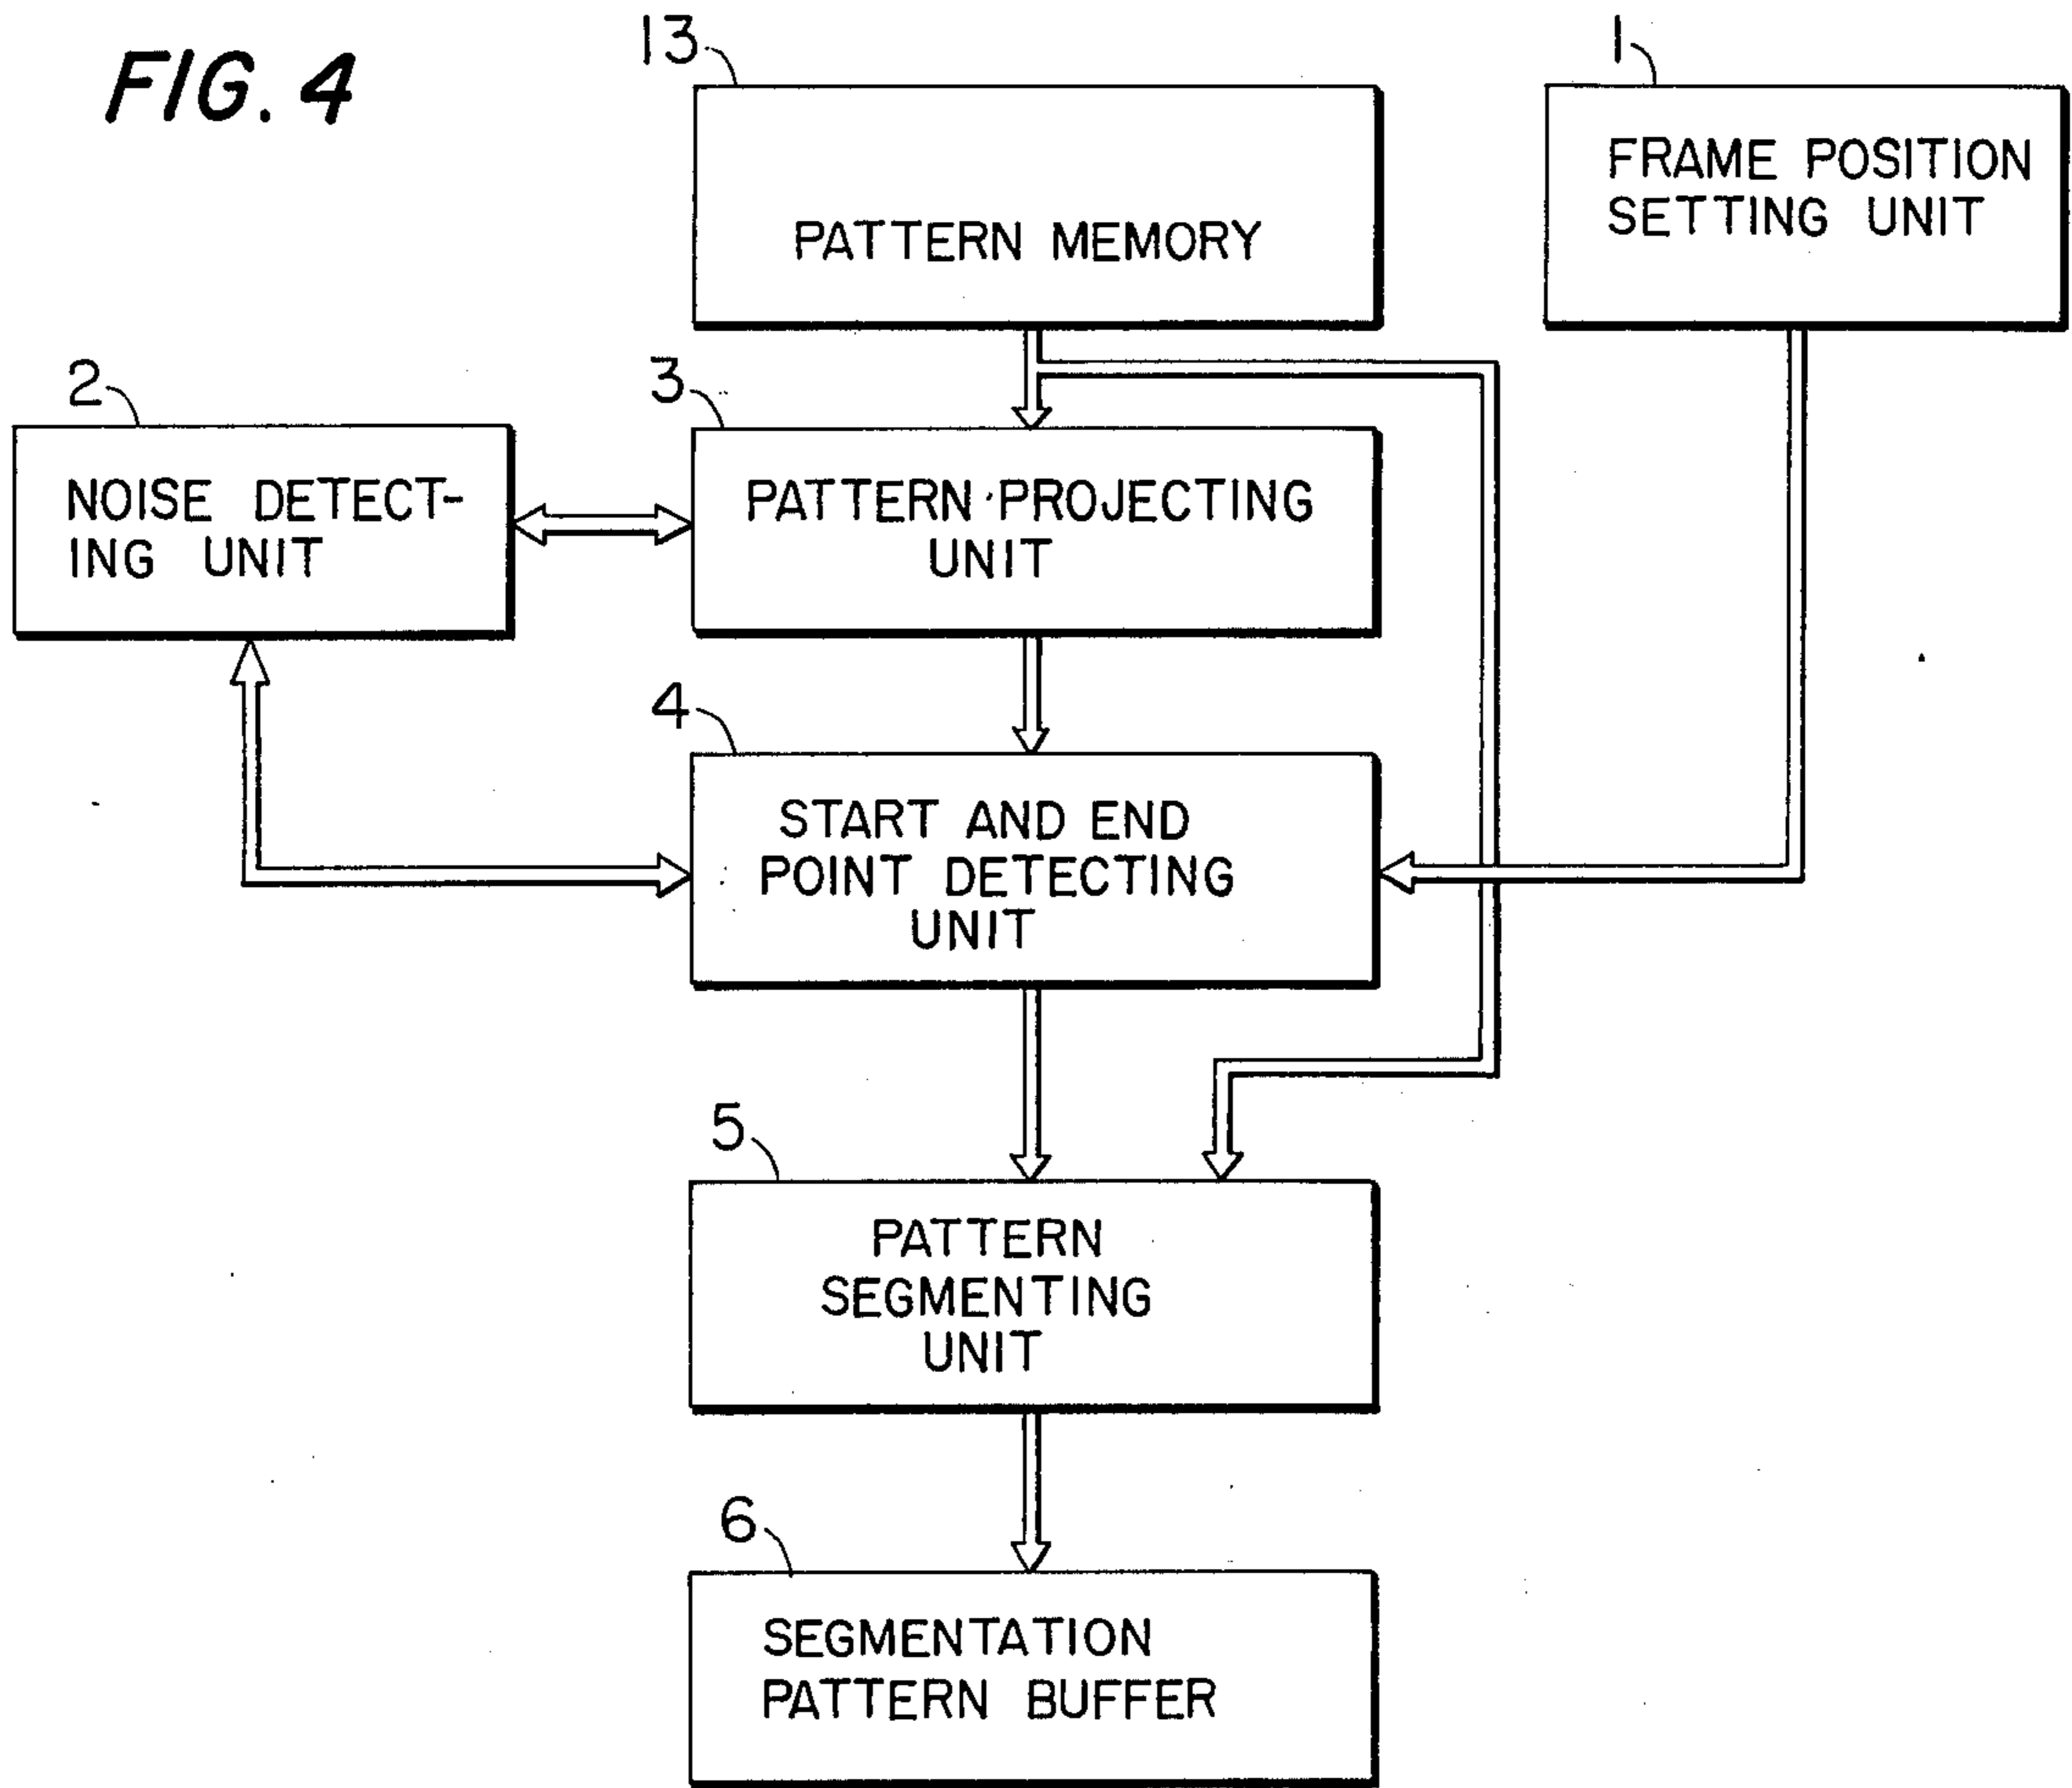 FIG. 4
13
PATTERN MEMORY
1
FRAME POSITION
SETTING UNIT
2
NOISE DETECT-
ING UNIT
3
PATTERN PROJECTING
UNIT
4
START AND END
POINT DETECTING
UNIT
5
PATTERN
SEGMENTING
UNIT
6
SEGMENTATION
PATTERN BUFFER